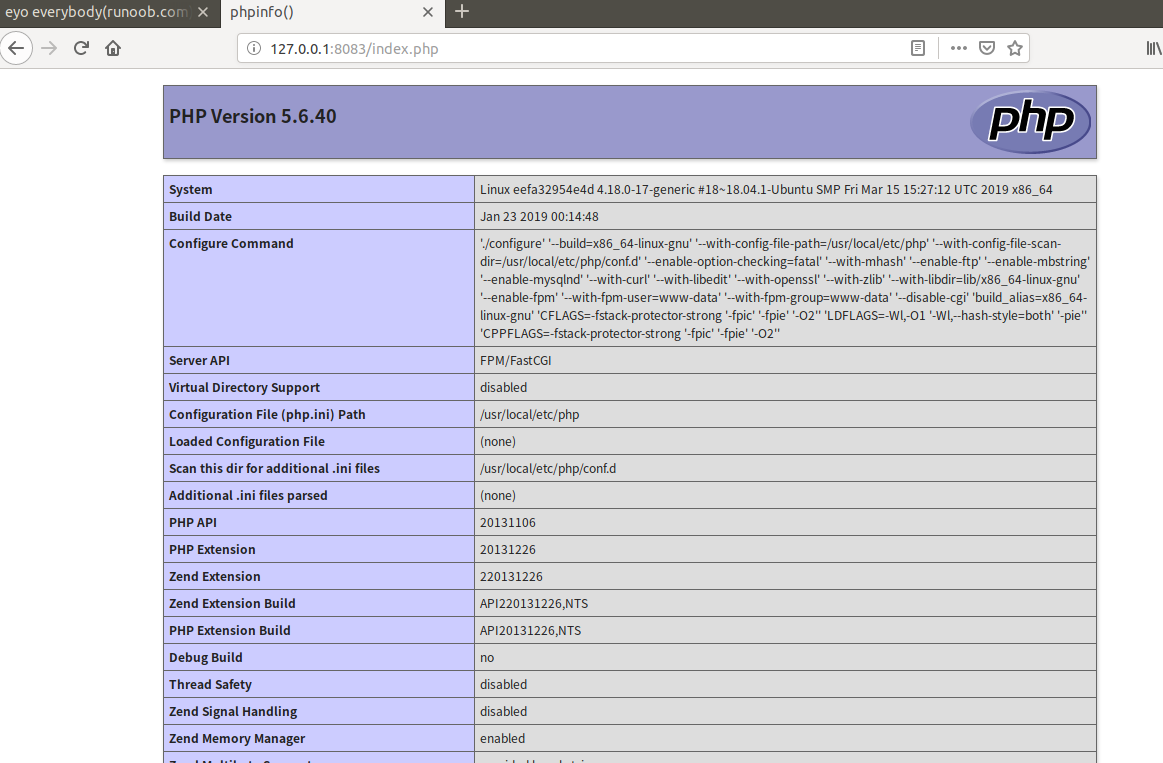 eyo everybody(runoob.com
phpinfo()
127.0.0.1:8083/index.php
PHP Version 5.6.40
php
System Linux eefa32954e4d 4.18.0-17-generic #18~18.04.1-Ubuntu SMP Fri Mar 15 15:27:12 UTC 2019 x86_64
Build Date Jan 23 2019 00:14:48
Configure Command './configure' '--build=x86_64-linux-gnu' '--with-config-file-path=/usr/local/etc/php' '--with-config-file-scan-
dir=/usr/local/etc/php/conf.d' '--enable-option-checking=fatal' '--with-mhash' '--enable-ftp' '--enable-mbstring'
'--enable-mysqlnd' '--with-curl' '--with-libedit' '--with-openssl' '--with-zlib' '--with-libdir=lib/x86_64-linux-gnu'
'--enable-fpm' '--with-fpm-user=www-data' '--with-fpm-group=www-data' '--disable-cgi' 'build_alias=x86_64-
linux-gnu' 'CFLAGS=-fstack-protector-strong '-fpic' '-fpie' '-O2'' 'LDFLAGS=-Wl,-O1 '-Wl,--hash-style=both' '-pie''
'CPPFLAGS=-fstack-protector-strong '-fpic' '-fpie' '-O2''
Server API FPM/FastCGI
Virtual Directory Support disabled
Configuration File (php.ini) Path /usr/local/etc/php
Loaded Configuration File (none)
Scan this dir for additional .ini files /usr/local/etc/php/conf.d
Additional .ini files parsed (none)
PHP API 20131106
PHP Extension 20131226
Zend Extension 220131226
Zend Extension Build API220131226,NTS
PHP Extension Build API20131226,NTS
Debug Build no
Thread Safety disabled
Zend Signal Handling disabled
Zend Memory Manager enabled